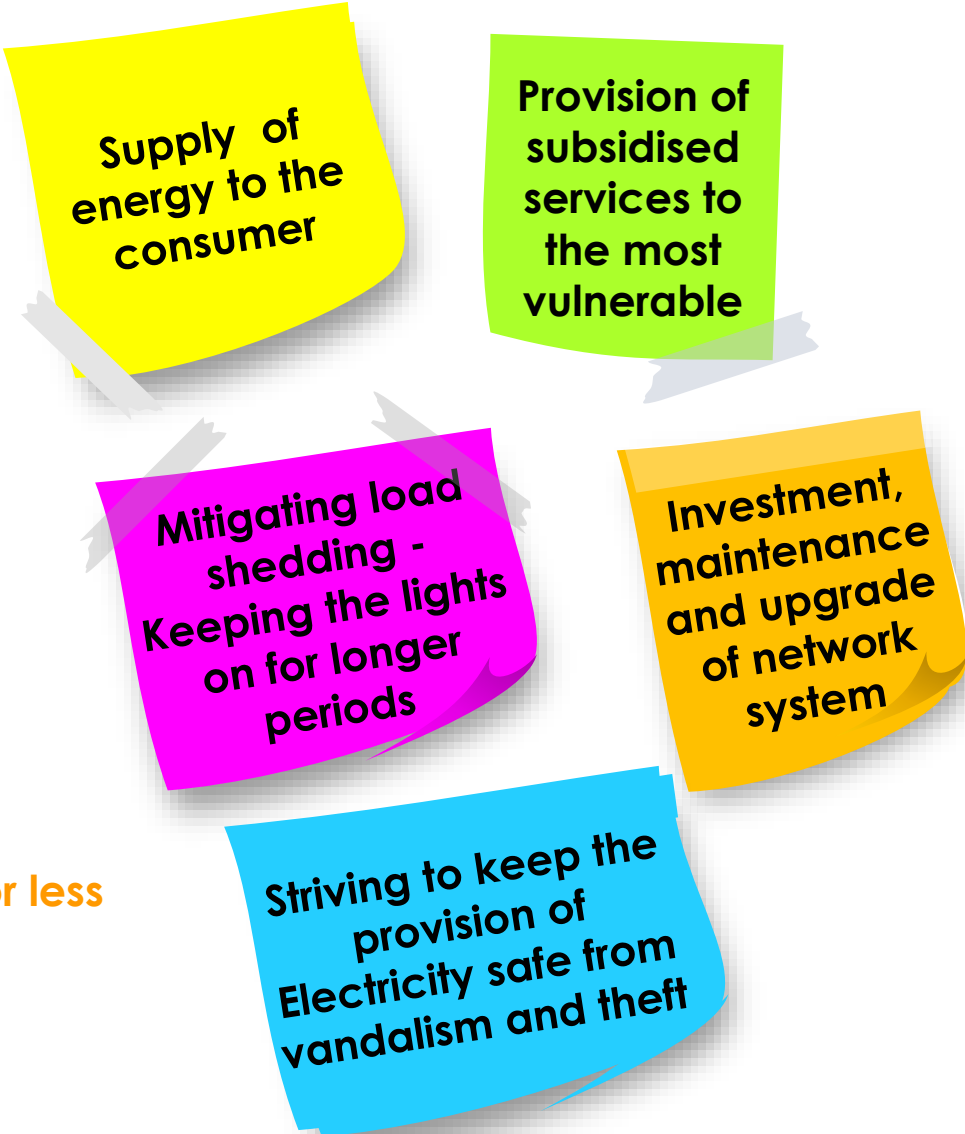 Supply of
energy to the
consumer
Provision of
subsidised
services to
the most
vulnerable
Mitigating load
shedding -
Keeping the lights
on for longer
periods
Investment,
maintenance
and upgrade
of network
system
less
Striving to keep the
provision of
Electricity safe from
vandalism and theft